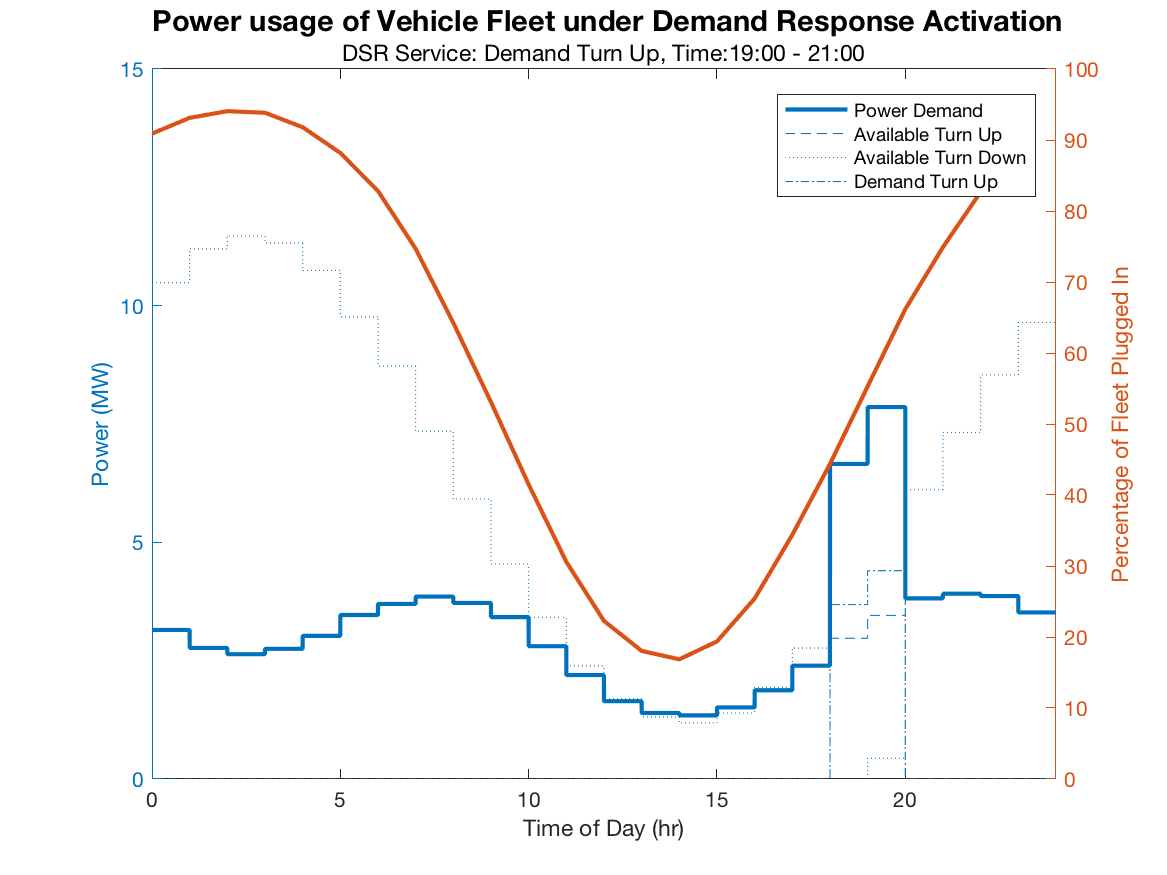 Power usage of Vehicle Fleet under Demand Response Activation
DSR Service: Demand Turn Up, Time:19:00 - 21:00
Power Demand
Available Turn Up
Available Turn Down
Demand Turn Up
Power (MW)
15
10
5
0
100
90
80
70
60
50
40
30
20
10
0
Percentage of Fleet Plugged In
0 5 10 15 20
Time of Day (hr)